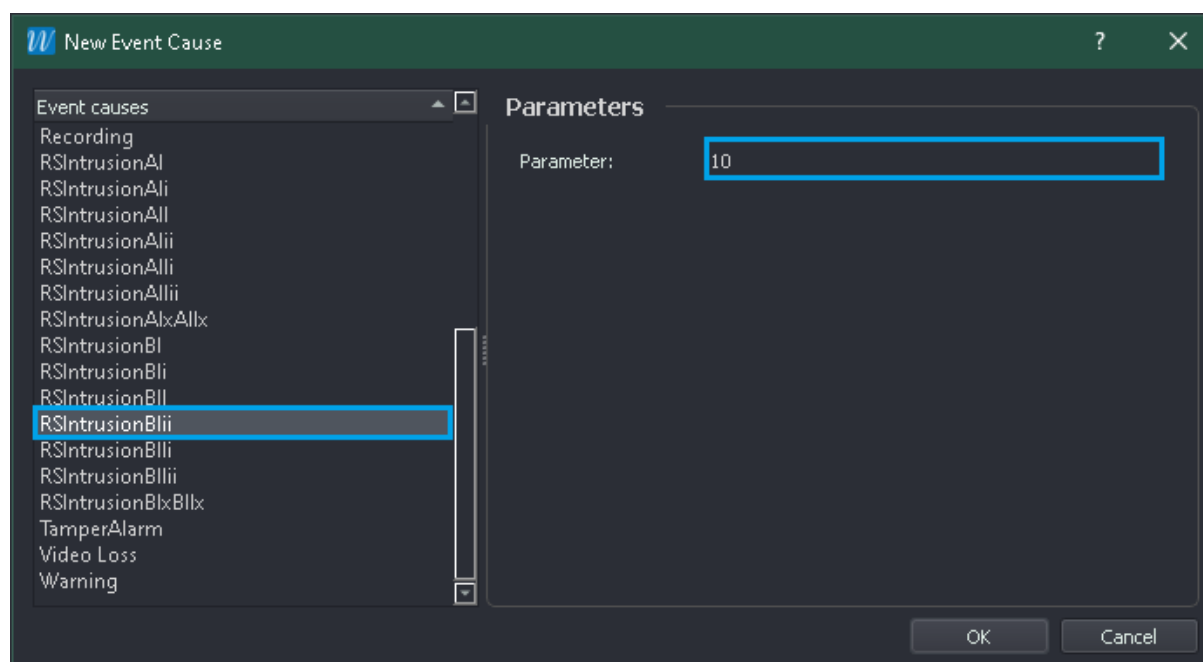 W New Event Cause ?
Event causes
Recording
RSIntrusionAI
RSIntrusionAIi
RSIntrusionAII
RSIntrusionAIii
RSIntrusionAIIi
RSIntrusionAIIii
RSIntrusionAIxAIIx
RSIntrusionBI
RSIntrusionBIi
RSIntrusionBII
RSIntrusionBIii
RSIntrusionBIIi
RSIntrusionBIIii
RSIntrusionBIxBIIx
TamperAlarm
Video Loss
Warning
Parameters
Parameter: 10
OK Cancel